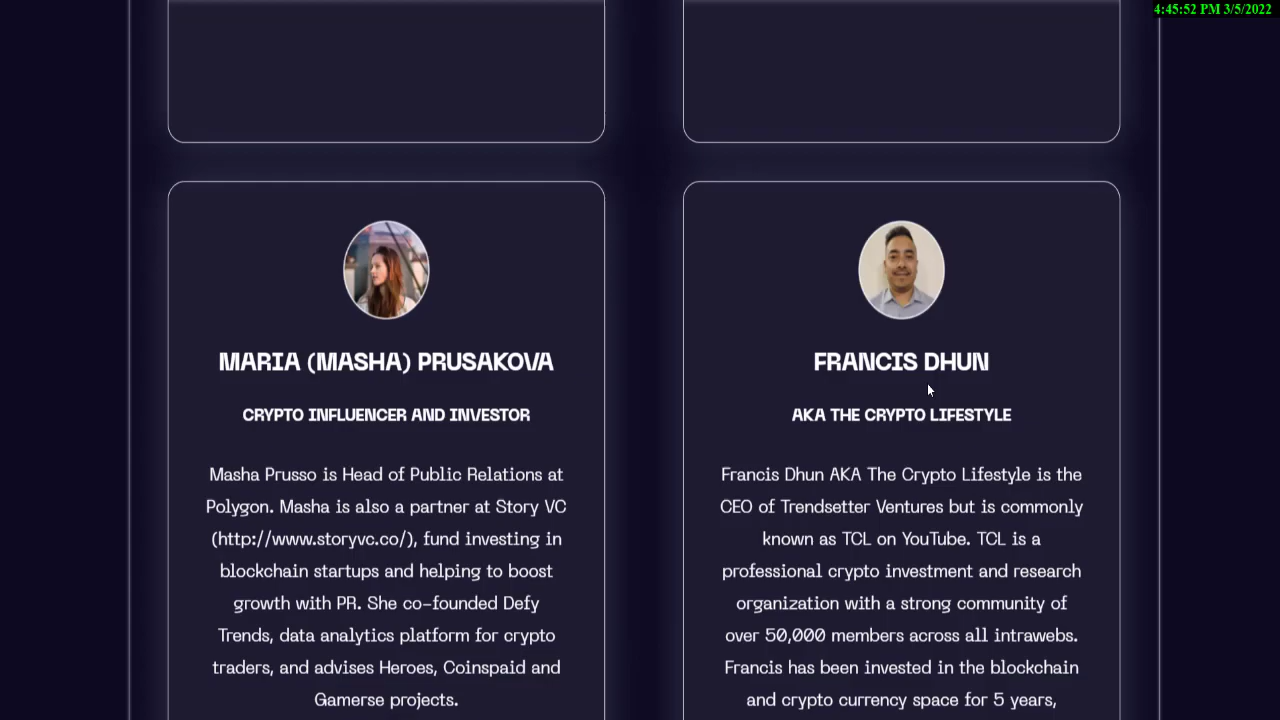 4:45:52 PM 3/5/2022
MARIA (MASHA) PRUSAKOVA
CRYPTO INFLUENCER AND INVESTOR
Masha Prusso is Head of Public Relations at
Polygon. Masha is also a partner at Story VC
(http://www.storyvc.co/), fund investing in
blockchain startups and helping to boost
growth with PR. She co-founded Defy
Trends, data analytics platform for crypto
traders, and advises Heroes, Coinspaid and
Gamerse projects.
FRANCIS DHUN
AKA THE CRYPTO LIFESTYLE
Francis Dhun AKA The Crypto Lifestyle is the
CEO of Trendsetter Ventures but is commonly
known as TCL on YouTube. TCL is a
professional crypto investment and research
organization with a strong community of
over 50,000 members across all intrawebs.
Francis has been invested in the blockchain
and crypto currency space for 5 years,